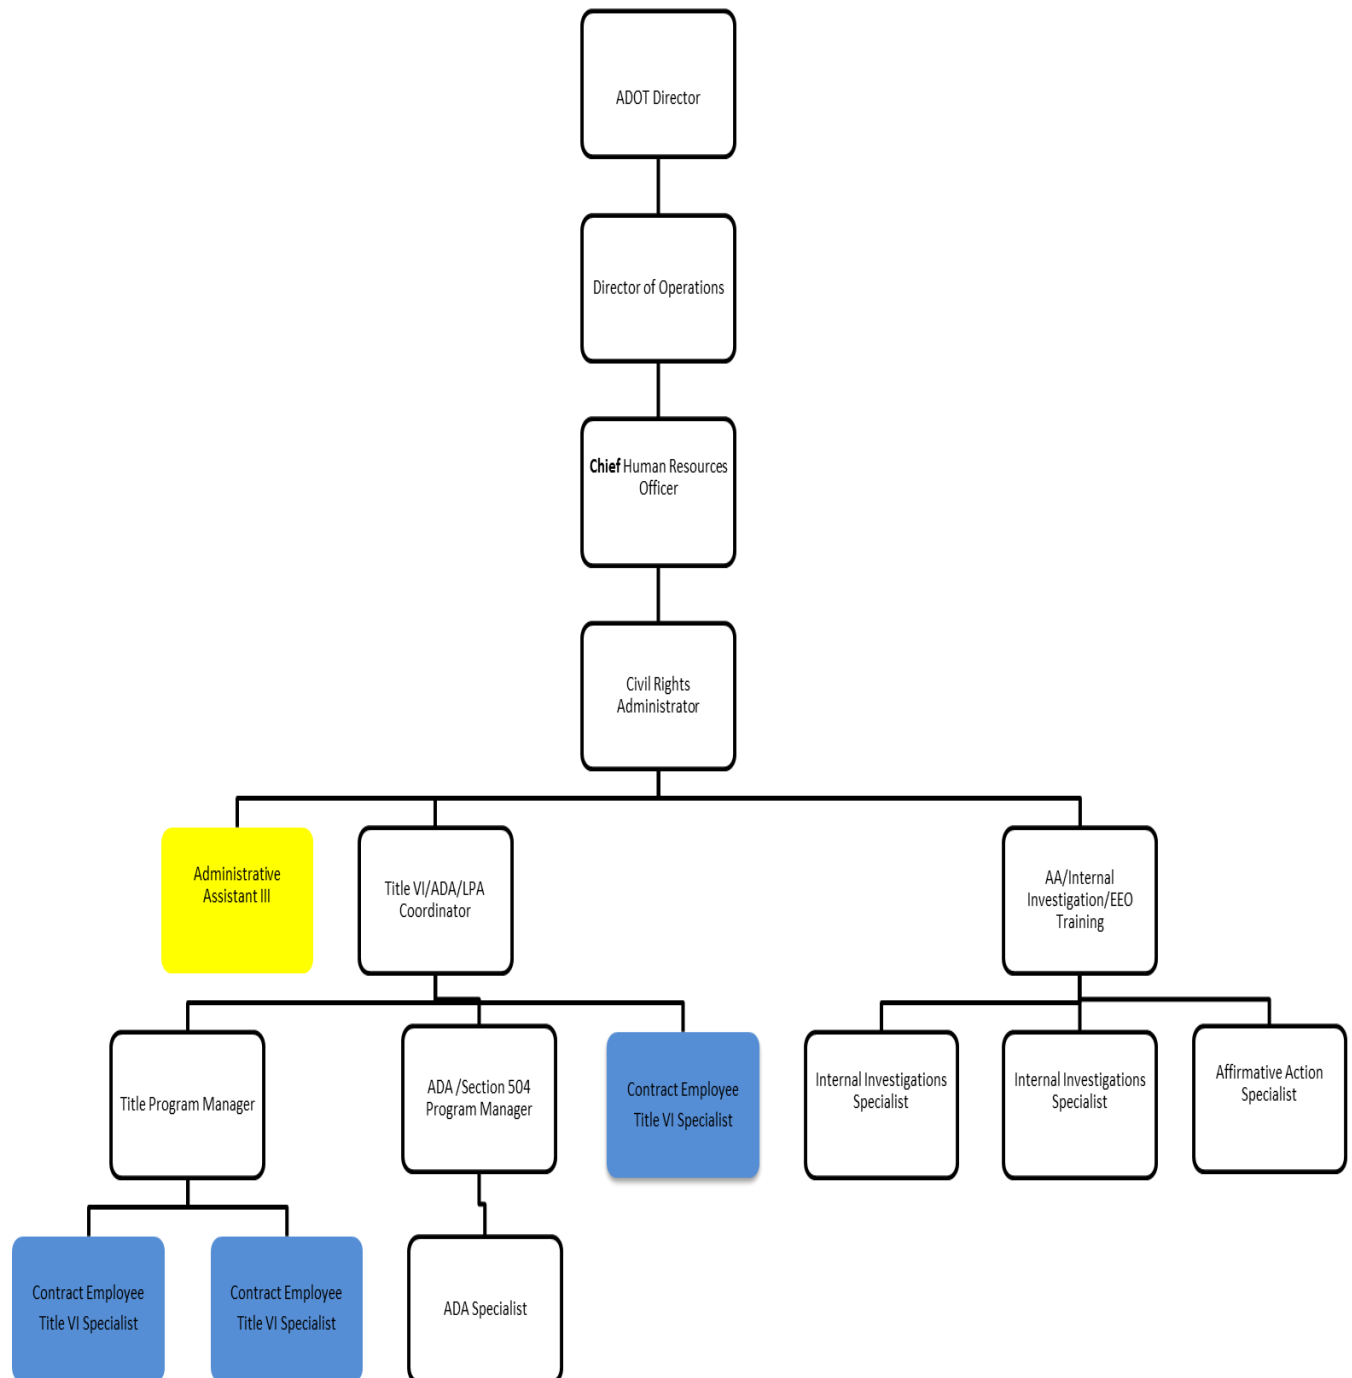 ADOT Director
Director of Operations
Chief Human Resources
Officer
Civil Rights
Administrator
Administrative
Assistant III
Title VI/ADA/LPA
Coordinator
AA/Internal
Investigation/EEO
Training
Title Program Manager
ADA /Section 504
Program Manager
Contract Employee
Title VI Specialist
Internal Investigations
Specialist
Internal Investigations
Specialist
Affirmative Action
Specialist
Contract Employee
Title VI Specialist
Contract Employee
Title VI Specialist
ADA Specialist